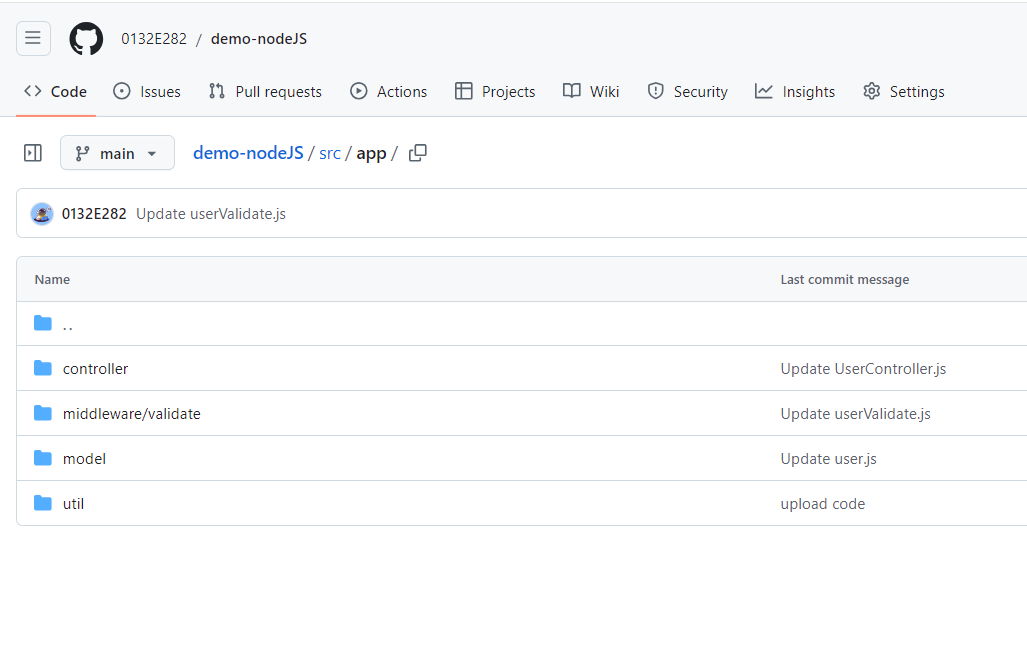 0132E282 / demo-nodeJS
Code Issues Pull requests Actions Projects Wiki Security Insights Settings
main demo-nodeJS / src / app /
0132E282 Update userValidate.js
Name Last commit message
..
controller Update UserController.js
middleware/validate Update userValidate.js
model Update user.js
util upload code